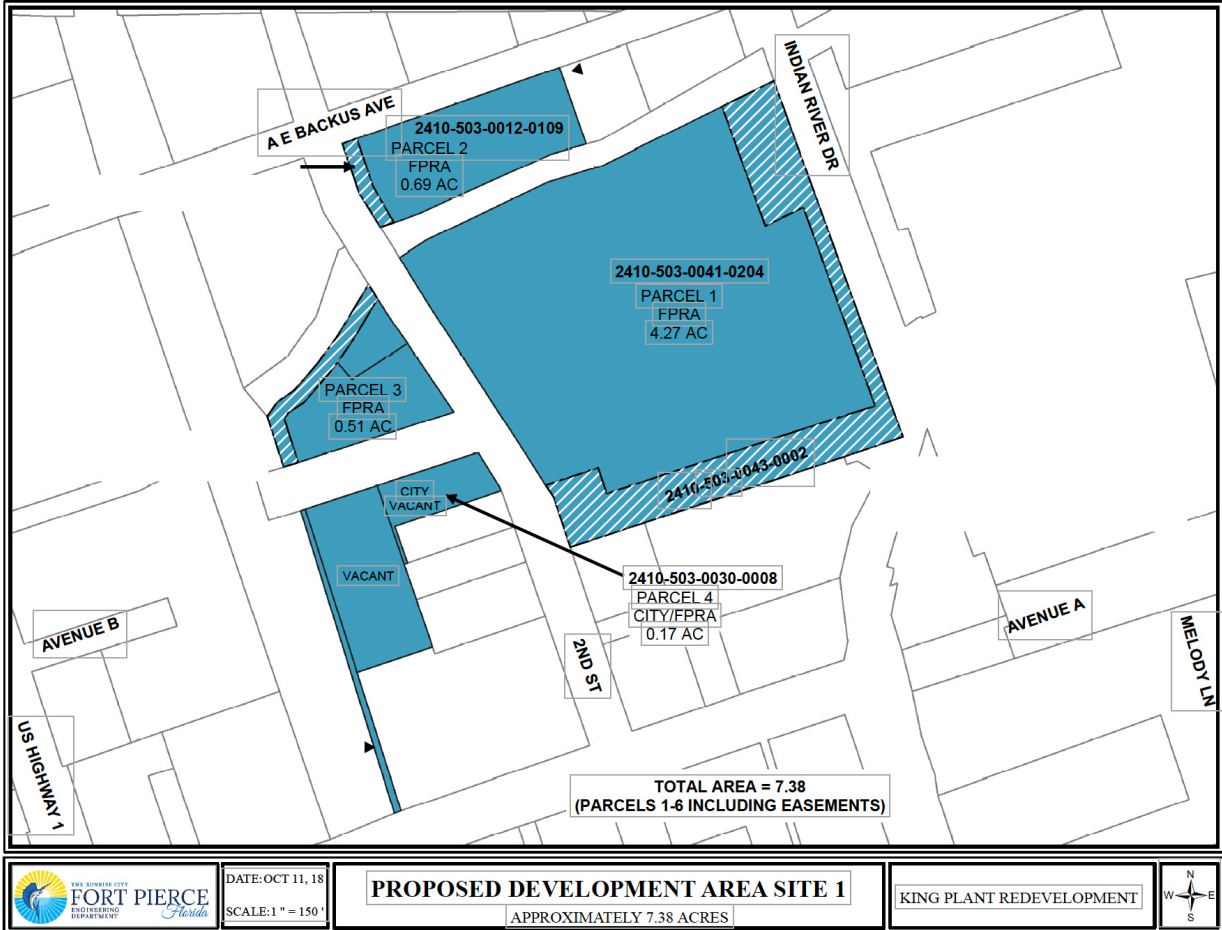 INDIAN RIVER DR
A E BACKUS AVE
2410-503-0012-0109
PARCEL 2
FPRA
0.69 AC
2410-503-0041-0204
PARCEL 1
FPRA
4.27 AC
PARCEL 3
FPRA
0.51 AC
2410-503-0043-0002
CITY
VACANT
VACANT
2410-503-0030-0008
PARCEL 4
CITY/FPRA
0.17 AC
AVENUE B
AVENUE A
2ND ST
MELODY LN
US HIGHWAY 1
TOTAL AREA = 7.38
(PARCELS 1-6 INCLUDING EASEMENTS)
THE SUNRISE CITY
FORT PIERCE
ENGINEERING
DEPARTMENT
Florida
DATE:OCT 11, 18
SCALE:1 " = 150 '
PROPOSED DEVELOPMENT AREA SITE 1
APPROXIMATELY 7.38 ACRES
KING PLANT REDEVELOPMENT
N
W E
S